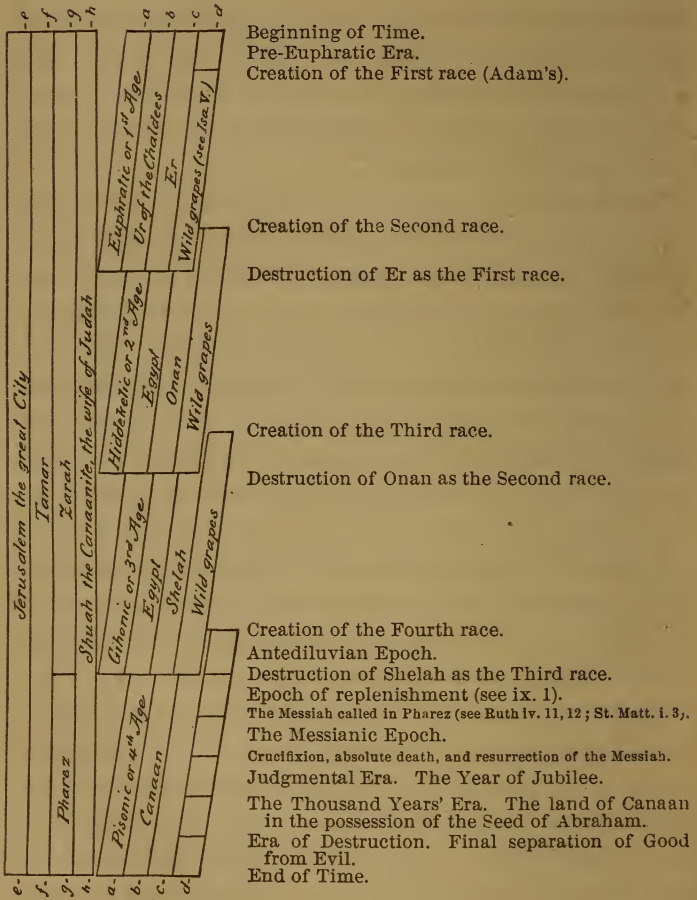 -e
-f
-g
-h
-a
-b
-c
-d
Jerusalem the great City
Tamar
Zarah
Pharez
Shuah the Canaanite, the wife of Judah
Euphratic or 1st Age
Ur of the Chaldees
Er
Wild grapes (see Isa. V.)
Hiddekelic or 2nd Age
Egypt
Onan
Wild grapes
Gihonic or 3rd Age
Egypt
Shelah
Wild grapes
Pisonic or 4th Age
Canaan
e-
f-
g-
h-
a-
b-
c-
d-
Beginning of Time.
Pre-Euphratic Era.
Creation of the First race (Adam's).
Creation of the Second race.
Destruction of Er as the First race.
Creation of the Third race.
Destruction of Onan as the Second race.
Creation of the Fourth race.
Antediluvian Epoch.
Destruction of Shelah as the Third race.
Epoch of replenishment (see ix. 1).
The Messiah called in Pharez (see Ruth iv. 11, 12 ; St. Matt. i. 3).
The Messianic Epoch.
Crucifixion, absolute death, and resurrection of the Messiah.
Judgmental Era. The Year of Jubilee.
The Thousand Years' Era. The land of Canaan
in the possession of the Seed of Abraham.
Era of Destruction. Final separation of Good
from Evil.
End of Time.